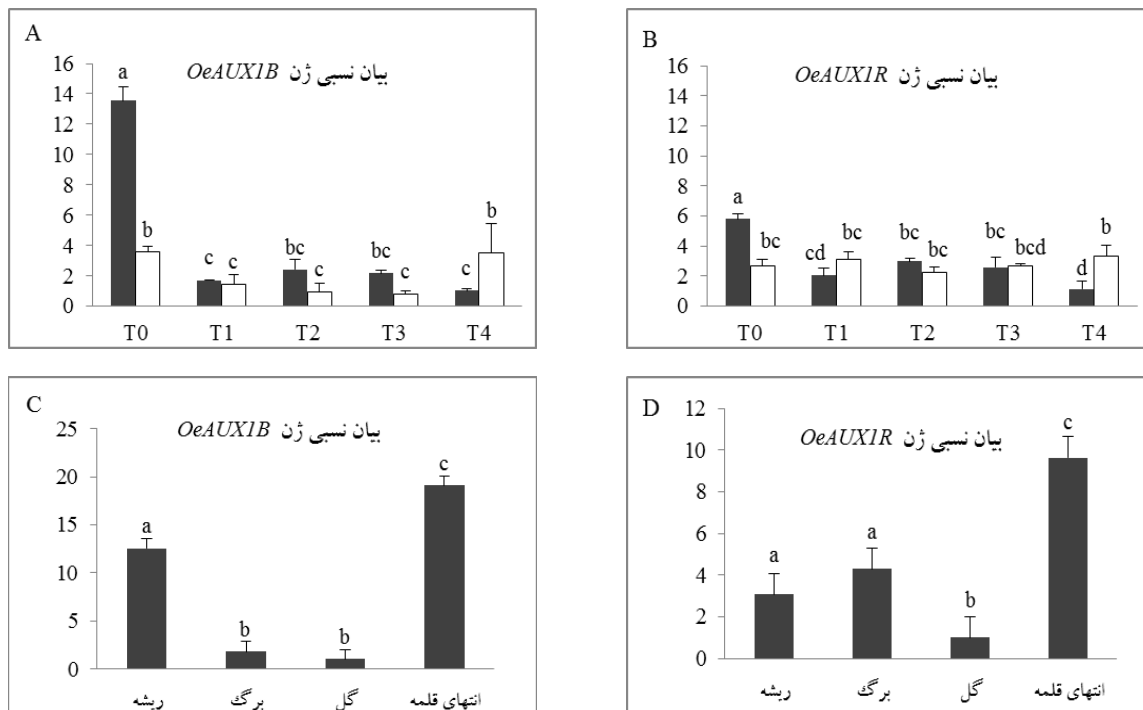 A
بیان نسبی ژن OeAUX1B
16
14
12
10
8
6
4
2
0
a
b
c
c
bc
c
bc
c
c
b
T0 T1 T2 T3 T4
B
بیان نسبی ژن OeAUX1R
16
14
12
10
8
6
4
2
0
a
bc
cd
bc
bc
bc
bc
bcd
d
b
T0 T1 T2 T3 T4
C
بیان نسبی ژن OeAUX1B
25
20
15
10
5
0
a
b
b
c
ریشه
برگ
گل
انتهای قلمه
D
بیان نسبی ژن OeAUX1R
12
10
8
6
4
2
0
a
a
b
c
ریشه
برگ
گل
انتهای قلمه